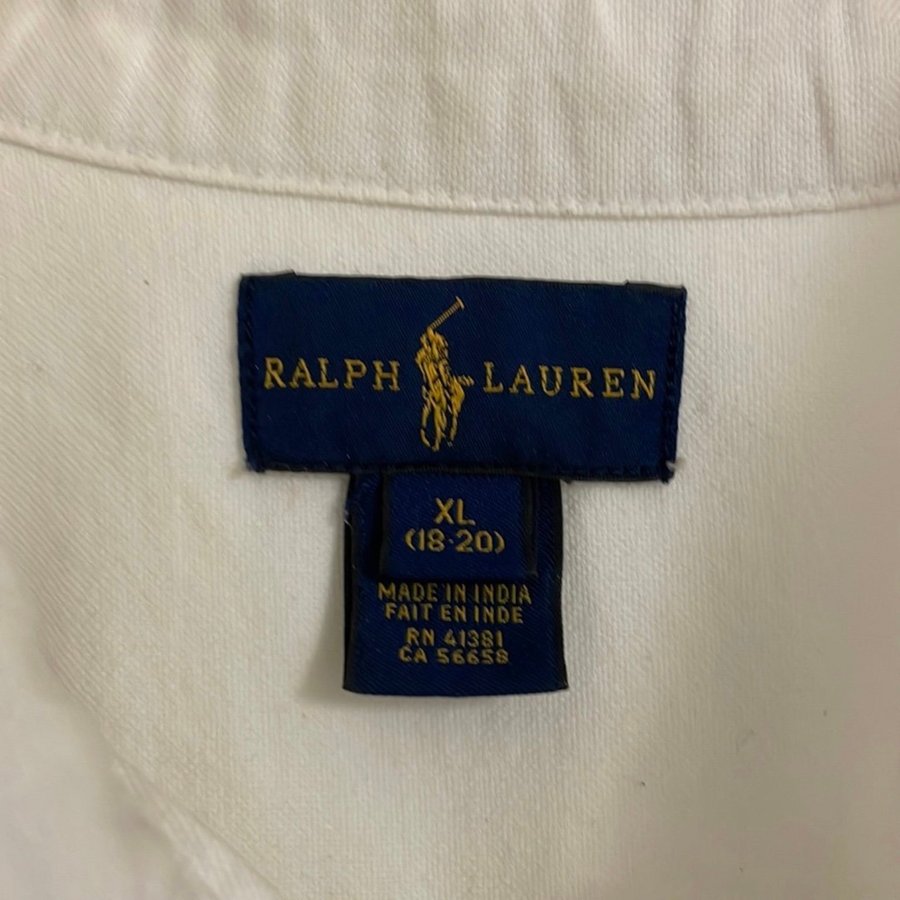 RALPH LAUREN
XL
(18-20)
MADE IN INDIA
FAIT EN INDE
RN 41381
CA 56658